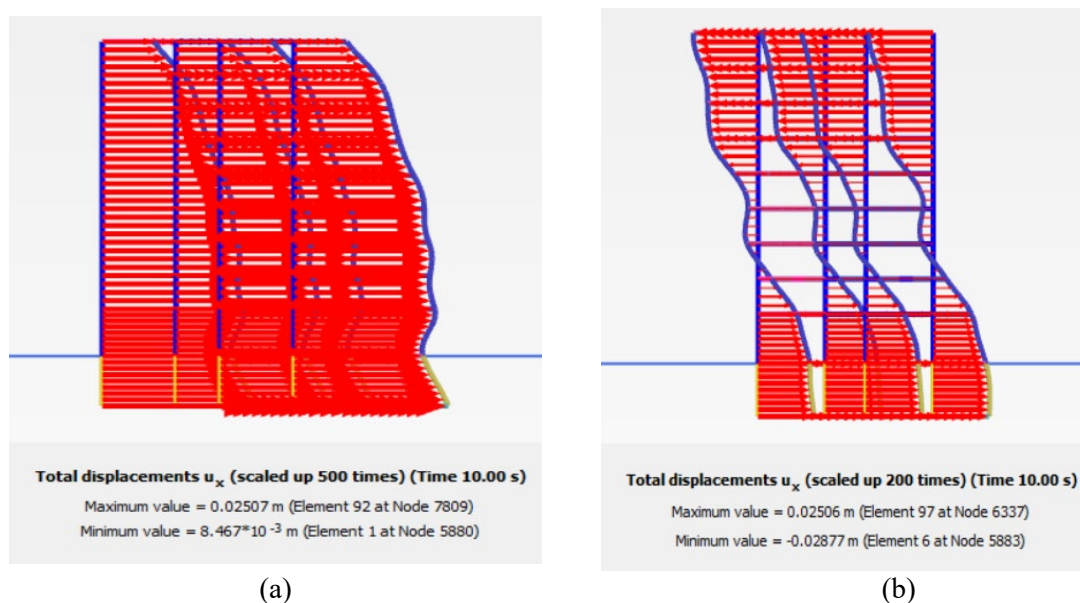 Total displacements uₓ (scaled up 500 times) (Time 10.00 s)
Maximum value = 0.02507 m (Element 92 at Node 7809)
Minimum value = 8.467*10⁻³ m (Element 1 at Node 5880)
(a)
Total displacements uₓ (scaled up 200 times) (Time 10.00 s)
Maximum value = 0.02506 m (Element 97 at Node 6337)
Minimum value = -0.02877 m (Element 6 at Node 5883)
(b)